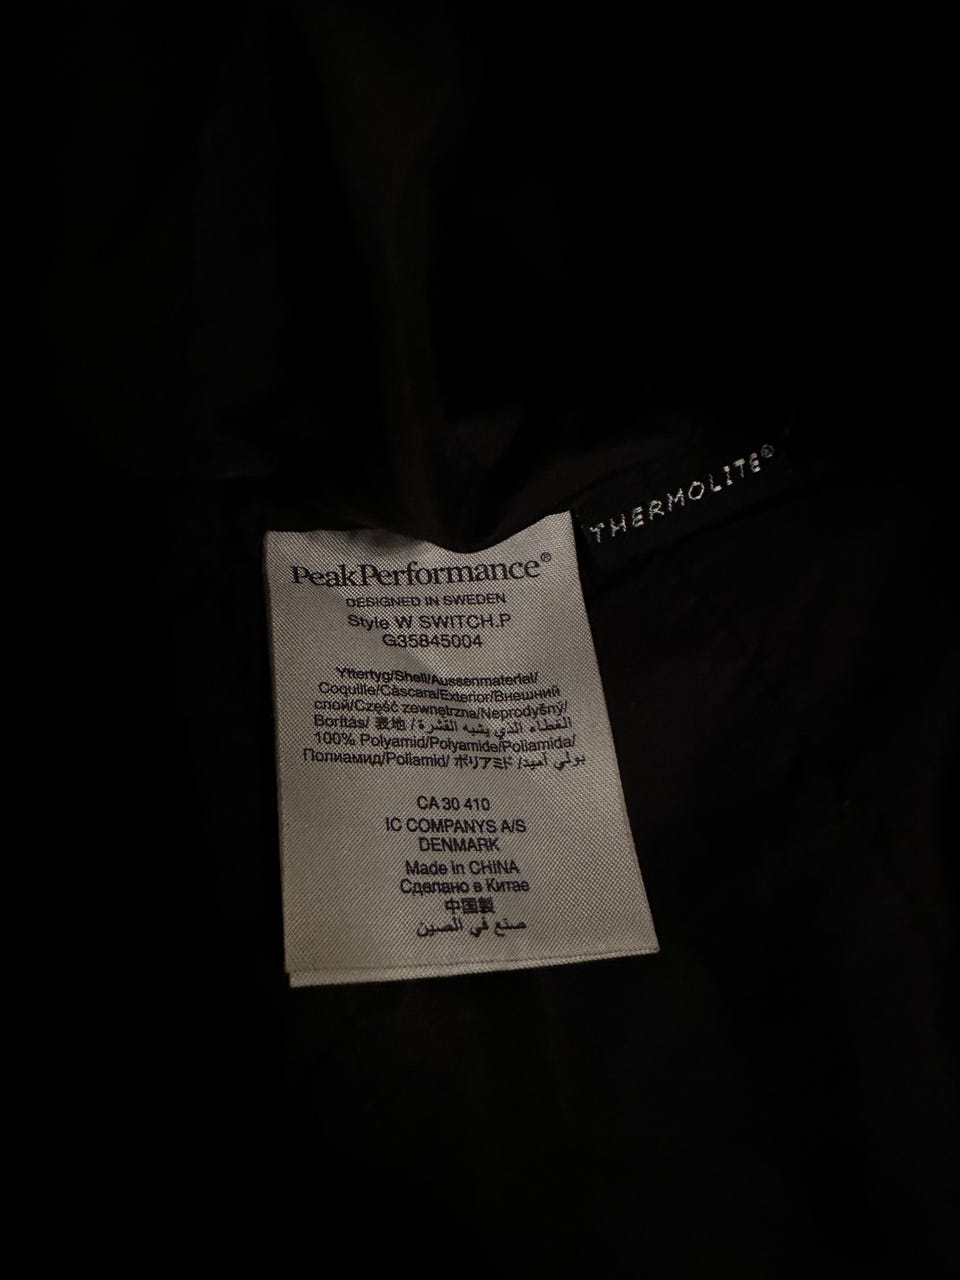 THERMOLITE®
PeakPerformance®
DESIGNED IN SWEDEN
Style W SWITCH.P
G35845004
Yttertyg/Shell/Aussenmaterial/
Coquille/Cáscara/Exterior/Внешний
слой/Część zewnętrzna/Neprodyšný/
Borítás/ 表地 / الغطاء الذي يشبه القشرة
100% Polyamid/Polyamide/Poliamida/
Полиамид/Poliamid/ ポリアミド /بولي أميد
CA 30 410
IC COMPANYS A/S
DENMARK
Made in CHINA
Сделано в Китае
中国製
صنع في الصين